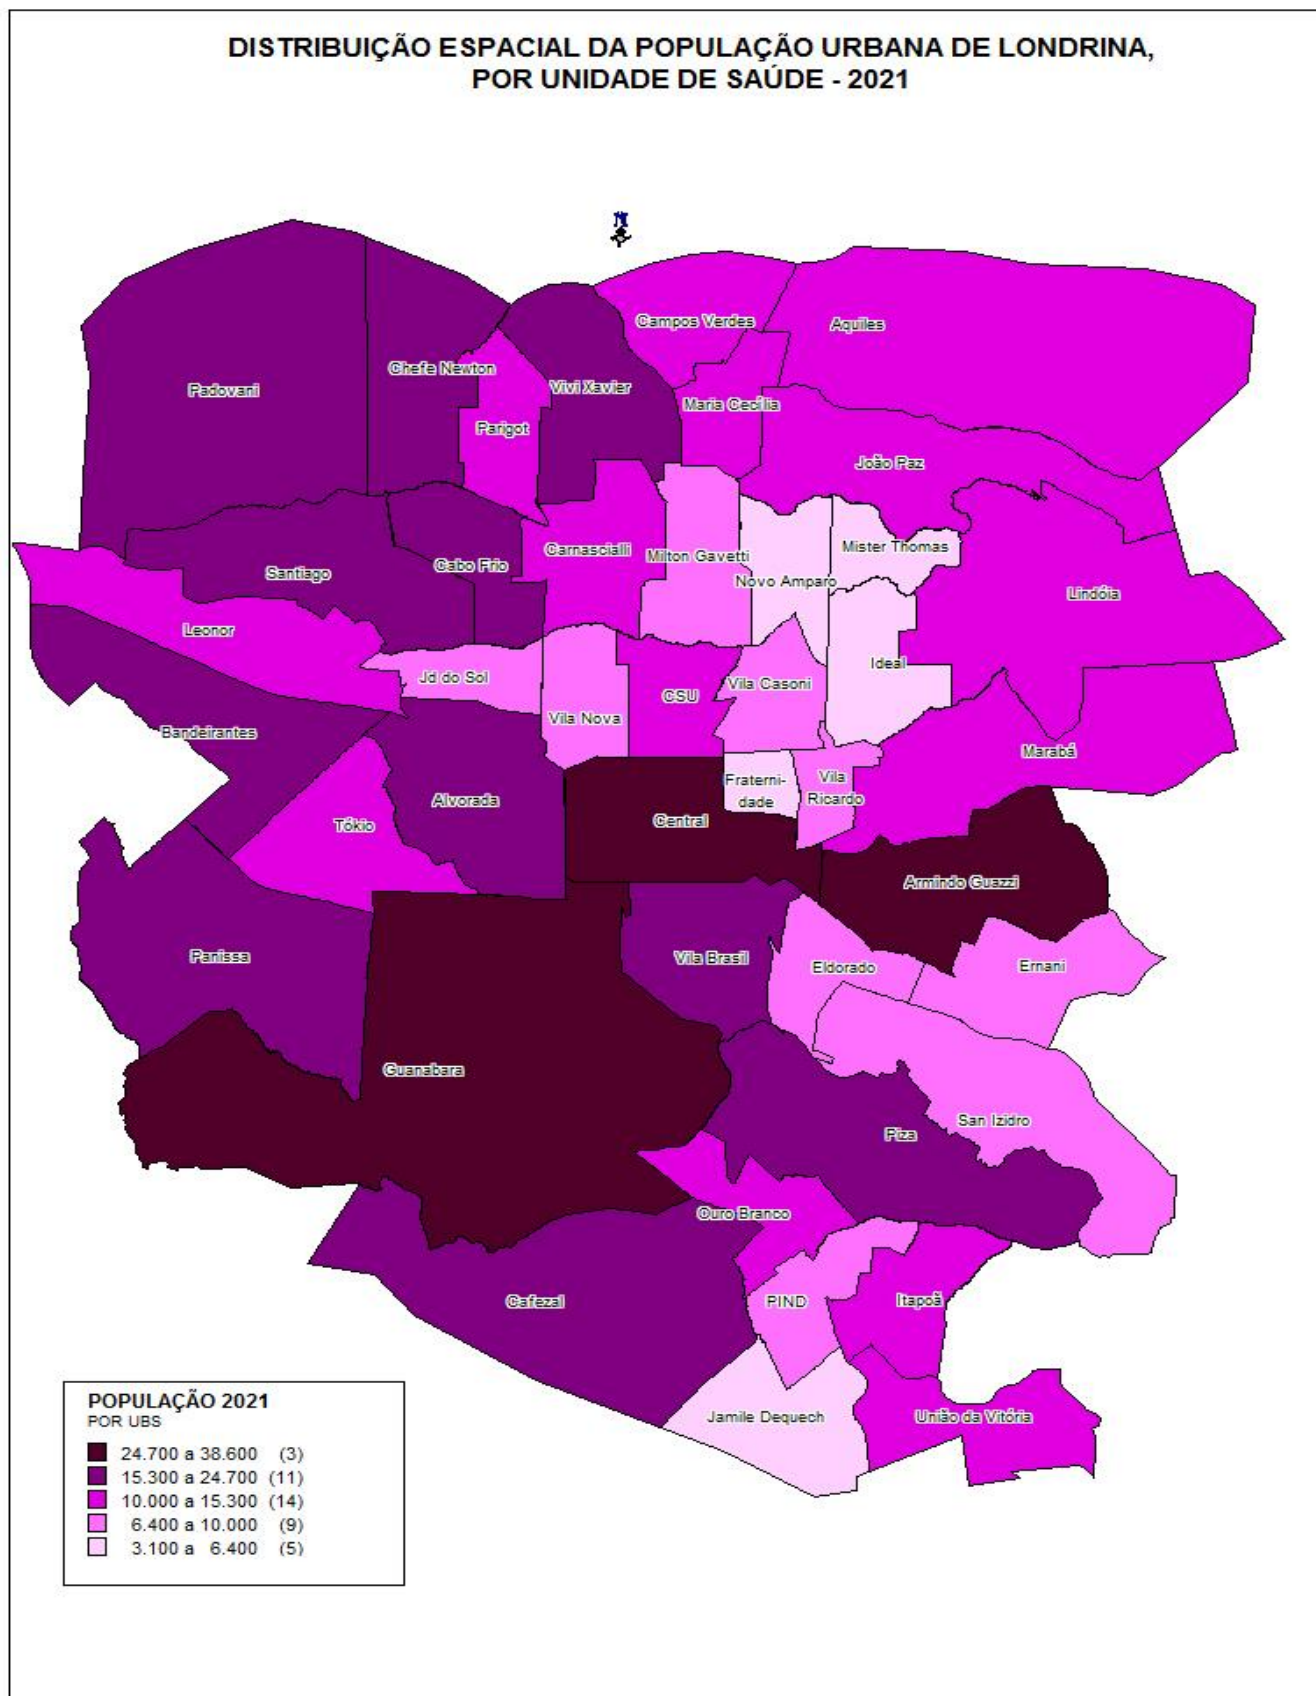 DISTRIBUIÇÃO ESPACIAL DA POPULAÇÃO URBANA DE LONDRINA,
POR UNIDADE DE SAÚDE - 2021
N
Campos Verdes
Aquiles
Chefe Newton
Padovani
Vivi Xavier
Maria Cecília
Parigot
João Paz
Carnascialli
Milton Gavetti
Mister Thomas
Cabo Frio
Santiago
Novo Amparo
Lindóia
Leonor
Ideal
Jd do Sol
CSU
Vila Casoni
Vila Nova
Bandeirantes
Marabá
Fraterni-
dade
Vila
Ricardo
Alvorada
Tókio
Central
Armindo Guazzi
Panissa
Vila Brasil
Eldorado
Ernani
Guanabara
San Izidro
Piza
Ouro Branco
Cafezal
PIND
Itapoã
Jamile Dequech
União da Vitória
POPULAÇÃO 2021
POR UBS
24.700 a 38.600 (3)
15.300 a 24.700 (11)
10.000 a 15.300 (14)
6.400 a 10.000 (9)
3.100 a 6.400 (5)